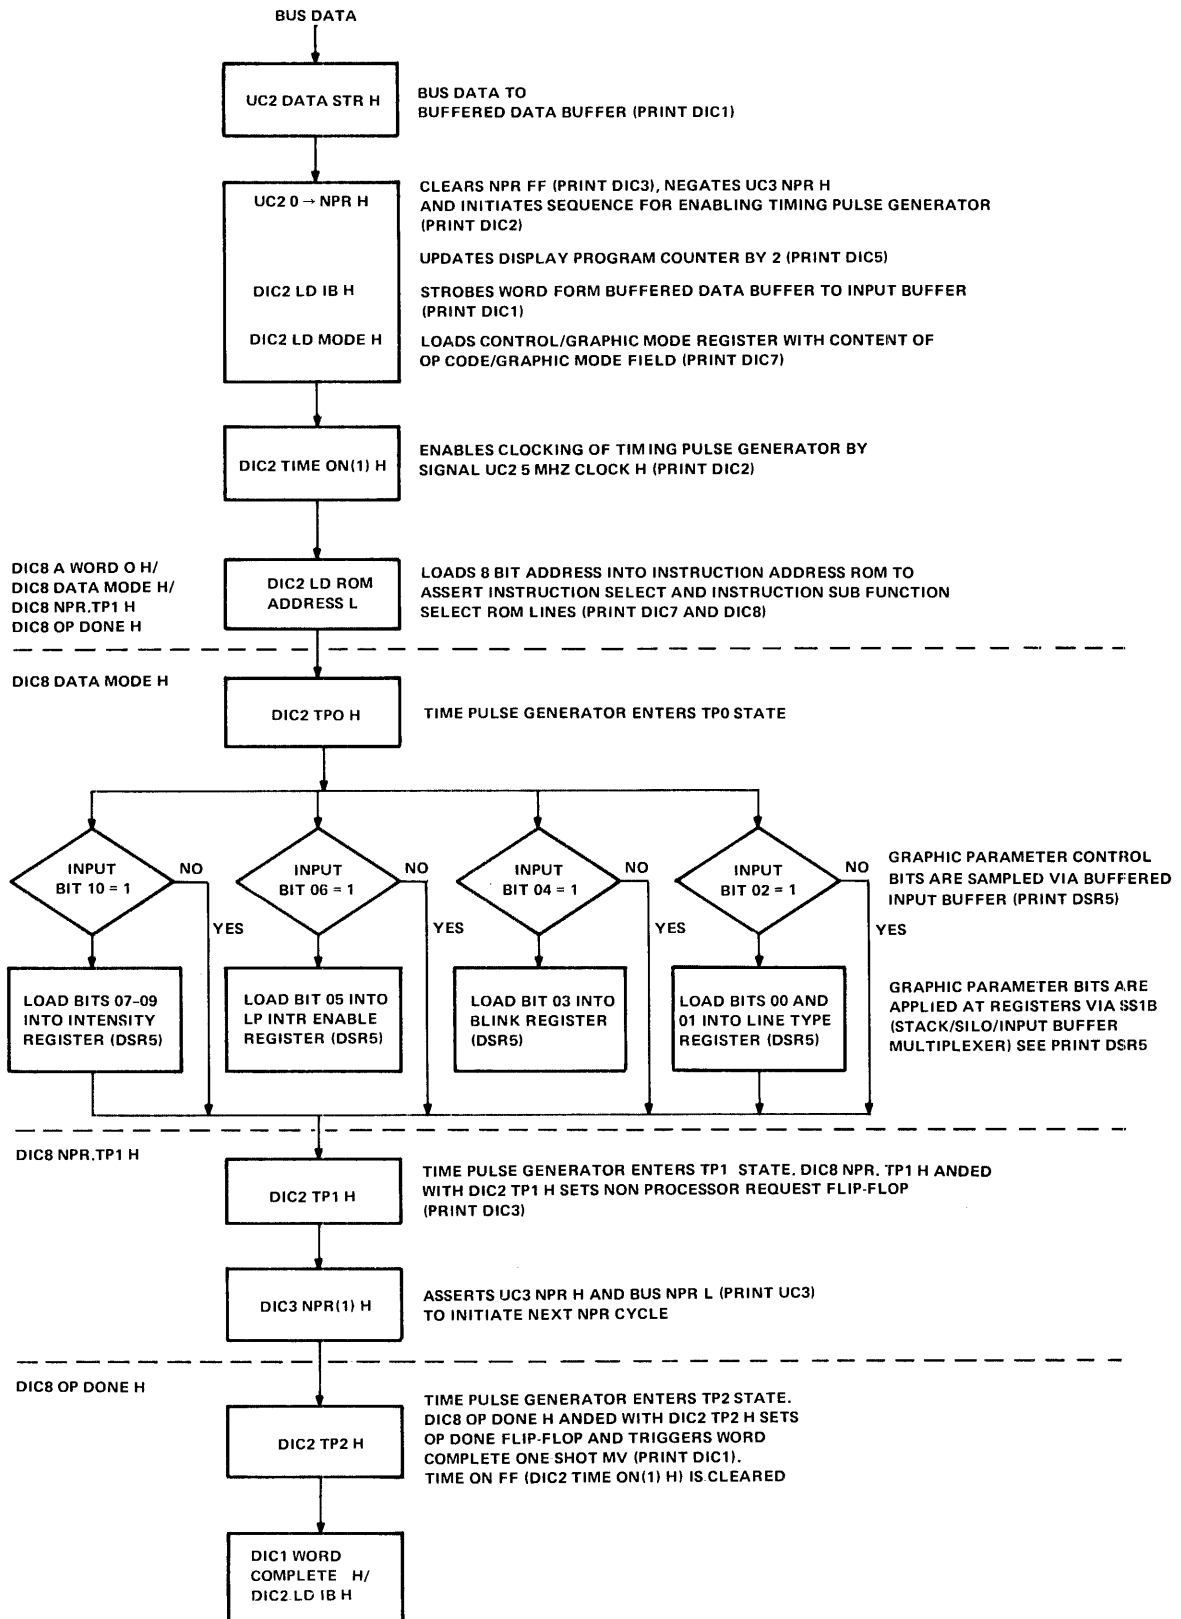 BUS DATA
UC2 DATA STR H
BUS DATA TO
BUFFERED DATA BUFFER (PRINT DIC1)
UC2 0 → NPR H
CLEARS NPR FF (PRINT DIC3), NEGATES UC3 NPR H
AND INITIATES SEQUENCE FOR ENABLING TIMING PULSE GENERATOR
(PRINT DIC2)
UPDATES DISPLAY PROGRAM COUNTER BY 2 (PRINT DIC5)
DIC2 LD IB H
STROBES WORD FORM BUFFERED DATA BUFFER TO INPUT BUFFER
(PRINT DIC1)
DIC2 LD MODE H
LOADS CONTROL/GRAPHIC MODE REGISTER WITH CONTENT OF
OP CODE/GRAPHIC MODE FIELD (PRINT DIC7)
DIC2 TIME ON(1) H
ENABLES CLOCKING OF TIMING PULSE GENERATOR BY
SIGNAL UC2 5 MHZ CLOCK H (PRINT DIC2)
DIC8 A WORD O H/
DIC8 DATA MODE H/
DIC8 NPR.TP1 H
DIC8 OP DONE H
DIC2 LD ROM
ADDRESS L
LOADS 8 BIT ADDRESS INTO INSTRUCTION ADDRESS ROM TO
ASSERT INSTRUCTION SELECT AND INSTRUCTION SUB FUNCTION
SELECT ROM LINES (PRINT DIC7 AND DIC8)
DIC8 DATA MODE H
DIC2 TPO H
TIME PULSE GENERATOR ENTERS TP0 STATE
INPUT
BIT 10 = 1
NO
YES
INPUT
BIT 06 = 1
NO
YES
INPUT
BIT 04 = 1
NO
YES
INPUT
BIT 02 = 1
NO
YES
GRAPHIC PARAMETER CONTROL
BITS ARE SAMPLED VIA BUFFERED
INPUT BUFFER (PRINT DSR5)
LOAD BITS 07-09
INTO INTENSITY
REGISTER (DSR5)
LOAD BIT 05 INTO
LP INTR ENABLE
REGISTER (DSR5)
LOAD BIT 03 INTO
BLINK REGISTER
(DSR5)
LOAD BITS 00 AND
01 INTO LINE TYPE
REGISTER (DSR5)
GRAPHIC PARAMETER BITS ARE
APPLIED AT REGISTERS VIA SS1B
(STACK/SILO/INPUT BUFFER
MULTIPLEXER) SEE PRINT DSR5
DIC8 NPR.TP1 H
DIC2 TP1 H
TIME PULSE GENERATOR ENTERS TP1 STATE. DIC8 NPR. TP1 H ANDED
WITH DIC2 TP1 H SETS NON PROCESSOR REQUEST FLIP-FLOP
(PRINT DIC3)
DIC3 NPR(1) H
ASSERTS UC3 NPR H AND BUS NPR L (PRINT UC3)
TO INITIATE NEXT NPR CYCLE
DIC8 OP DONE H
DIC2 TP2 H
TIME PULSE GENERATOR ENTERS TP2 STATE.
DIC8 OP DONE H ANDED WITH DIC2 TP2 H SETS
OP DONE FLIP-FLOP AND TRIGGERS WORD
COMPLETE ONE SHOT MV (PRINT DIC1).
TIME ON FF (DIC2 TIME ON(1) H) IS CLEARED
DIC1 WORD
COMPLETE H/
DIC2 LD IB H